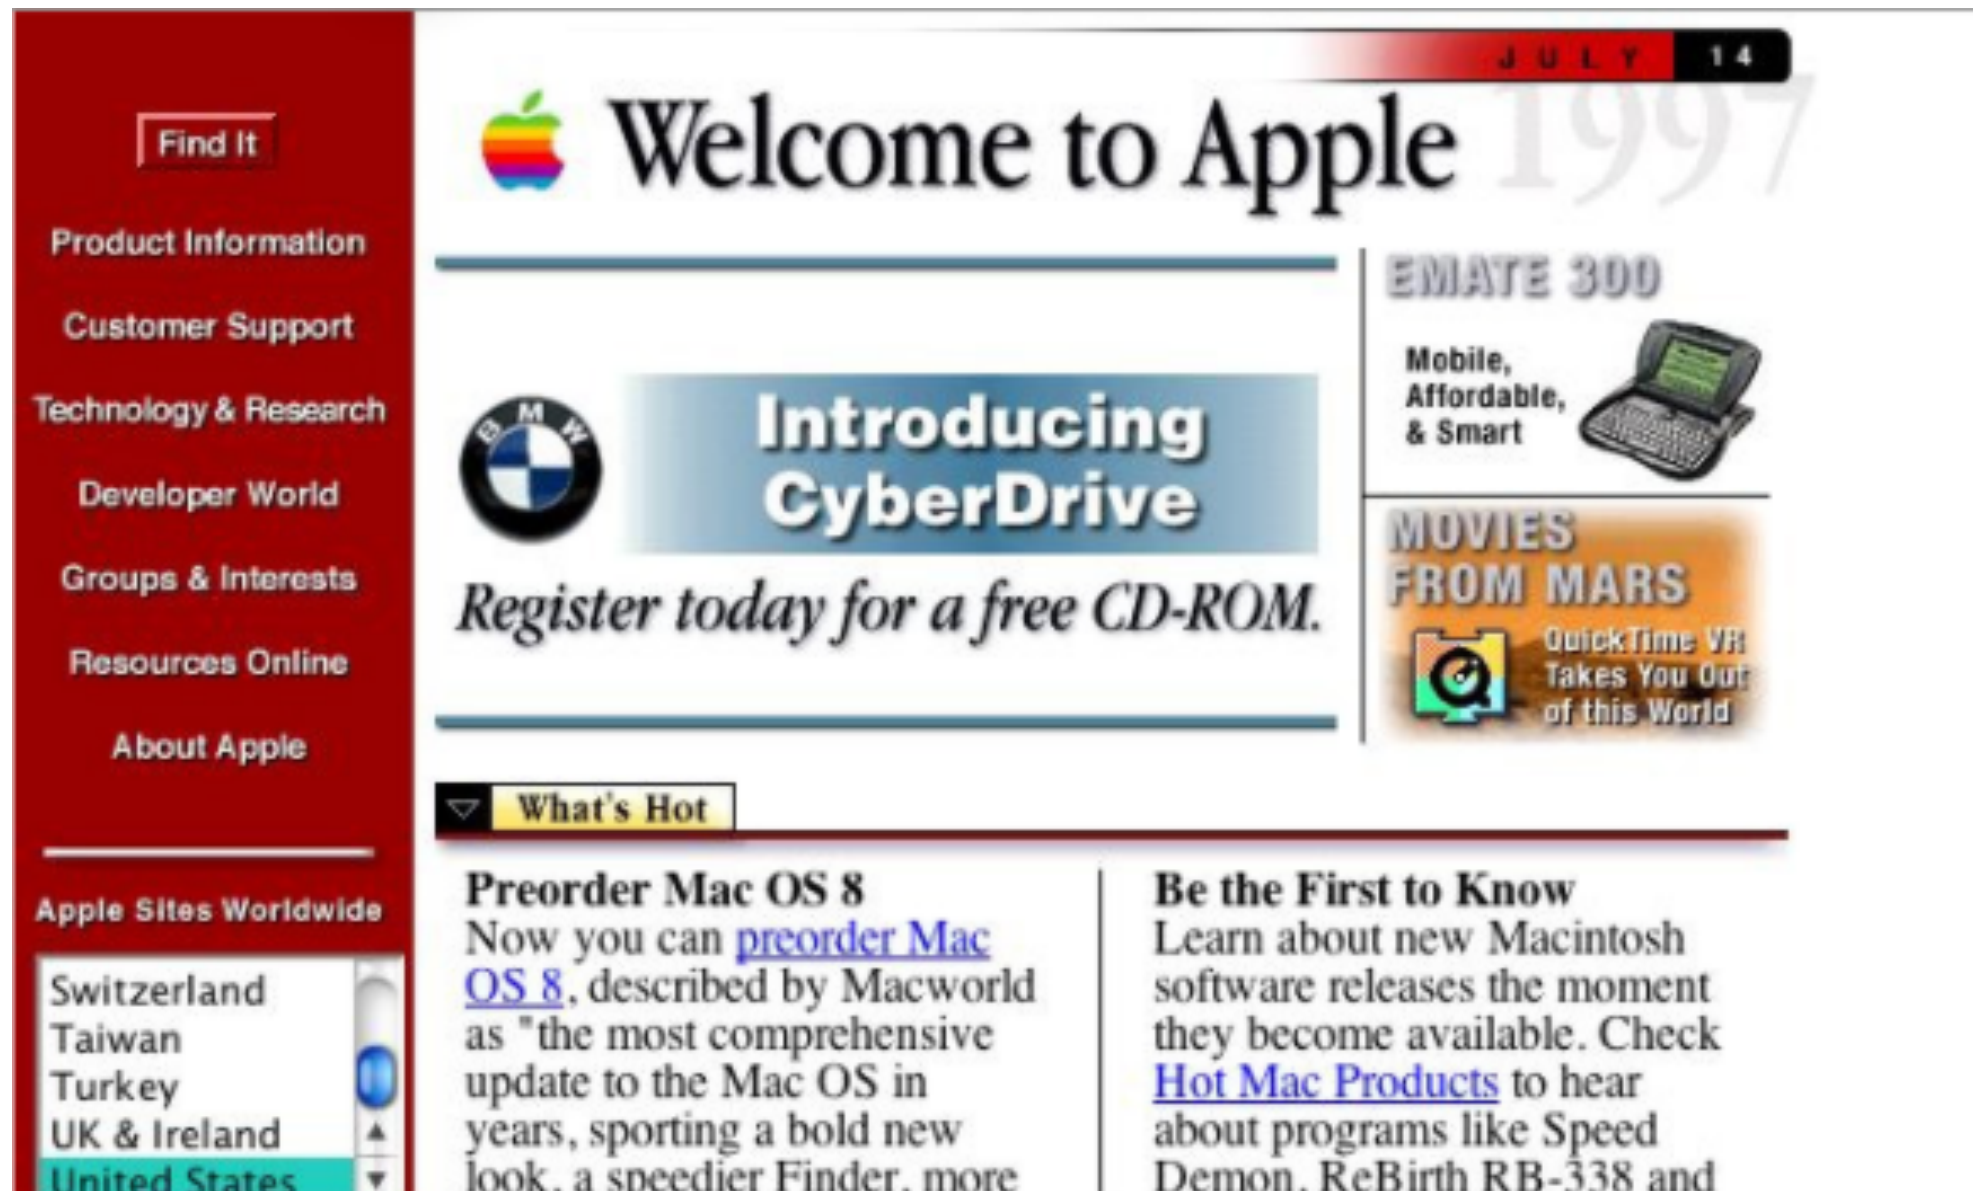 JULY 14
1997
Welcome to Apple
Find It
Product Information
Customer Support
Technology & Research
Developer World
Groups & Interests
Resources Online
About Apple
Apple Sites Worldwide
Switzerland
Taiwan
Turkey
UK & Ireland
United States
BMW
Introducing
CyberDrive
Register today for a free CD-ROM.
EMATE 300
Mobile,
Affordable,
& Smart
MOVIES
FROM MARS
QuickTime VR
Takes You Out
of this World
What's Hot
Preorder Mac OS 8
Now you can preorder Mac
OS 8, described by Macworld
as "the most comprehensive
update to the Mac OS in
years, sporting a bold new
look, a speedier Finder, more
Be the First to Know
Learn about new Macintosh
software releases the moment
they become available. Check
Hot Mac Products to hear
about programs like Speed
Demon, ReBirth RB-338 and